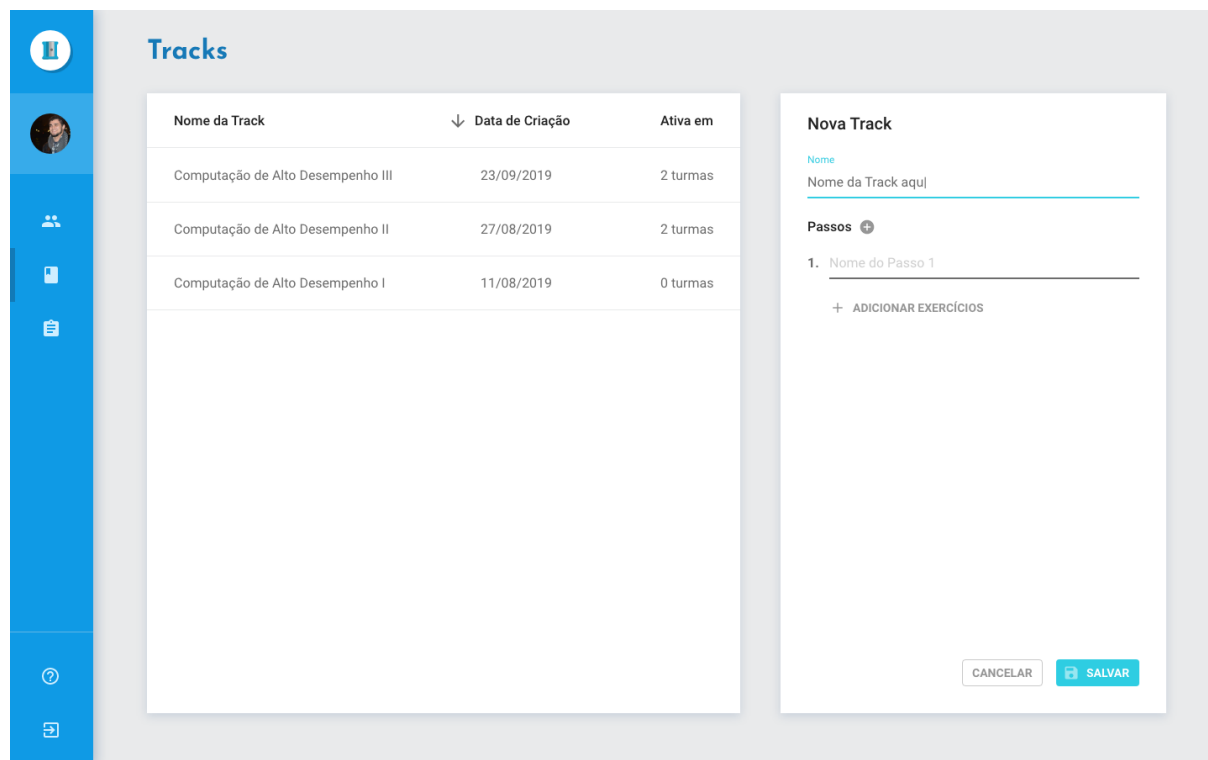 Tracks
Nome da Track Data de Criação Ativa em
Computação de Alto Desempenho III 23/09/2019 2 turmas
Computação de Alto Desempenho II 27/08/2019 2 turmas
Computação de Alto Desempenho I 11/08/2019 0 turmas
Nova Track
Nome
Nome da Track aqui
Passos
1. Nome do Passo 1
ADICIONAR EXERCÍCIOS
CANCELAR SALVAR